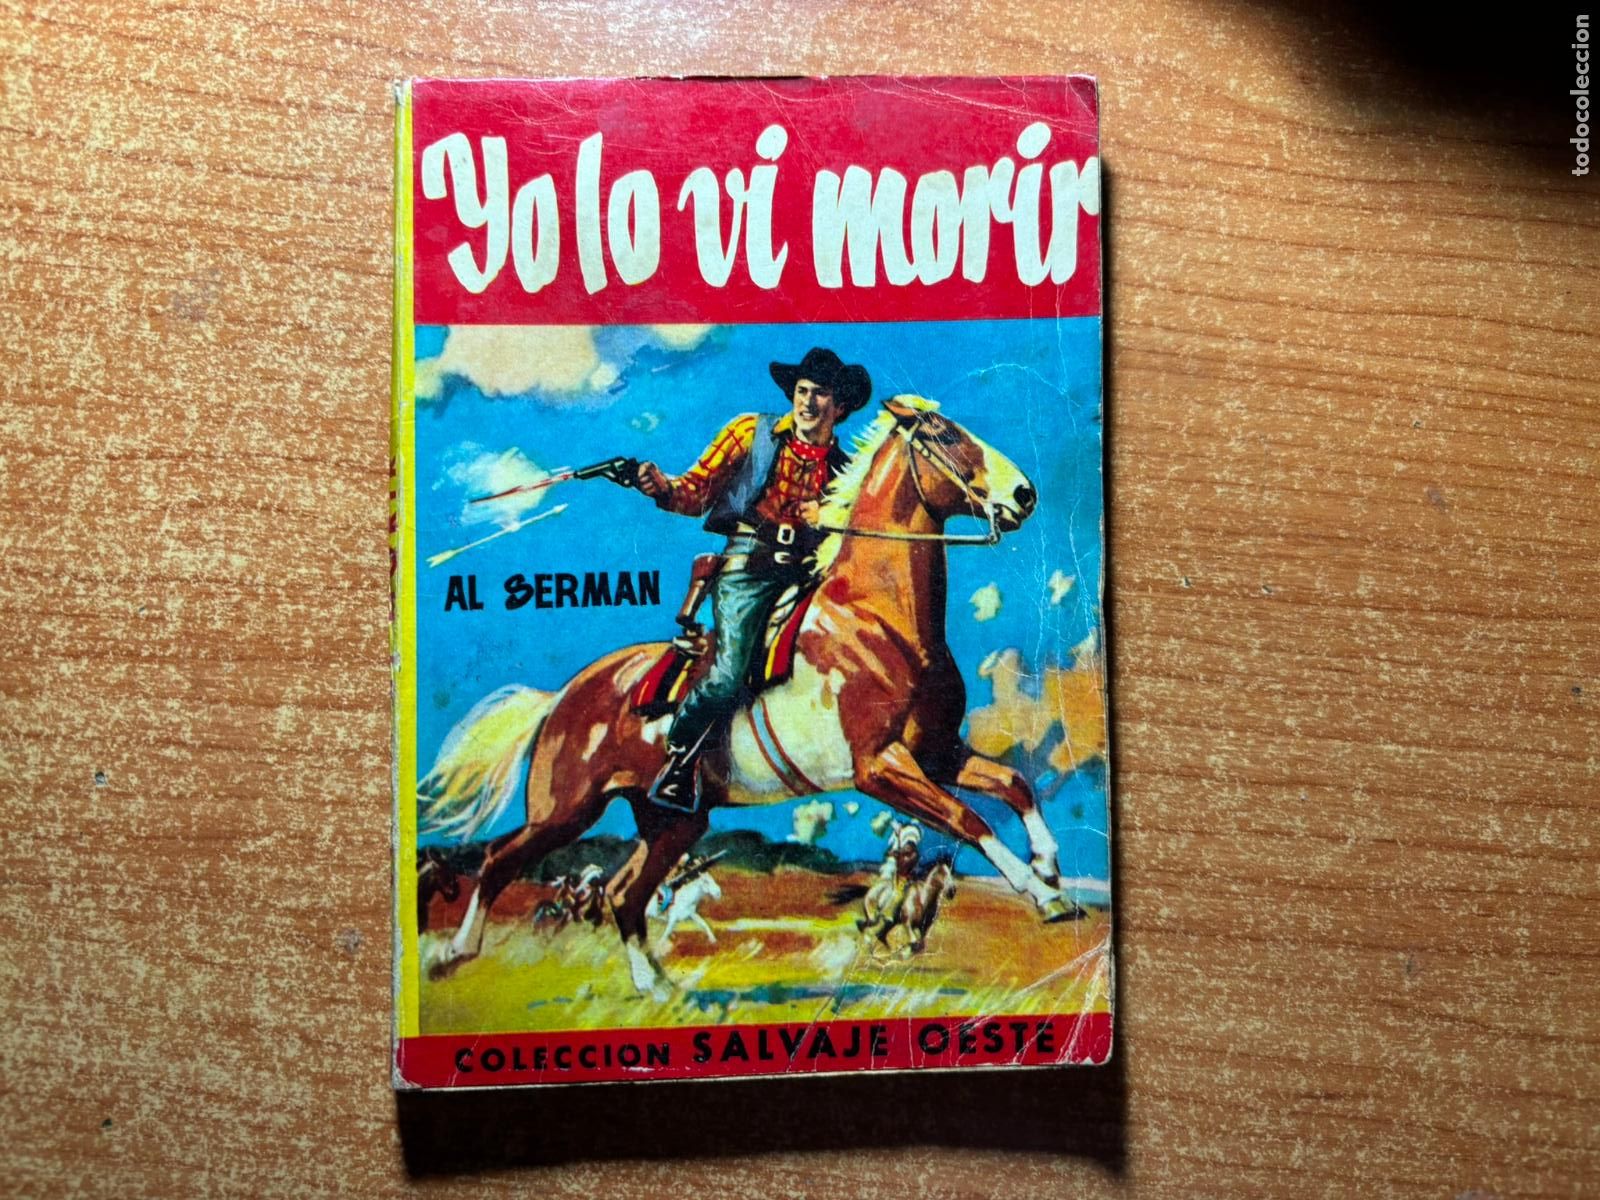 Yo lo vi morir
AL SERMAN
COLECCION SALVAJE OESTE
todocoleccion